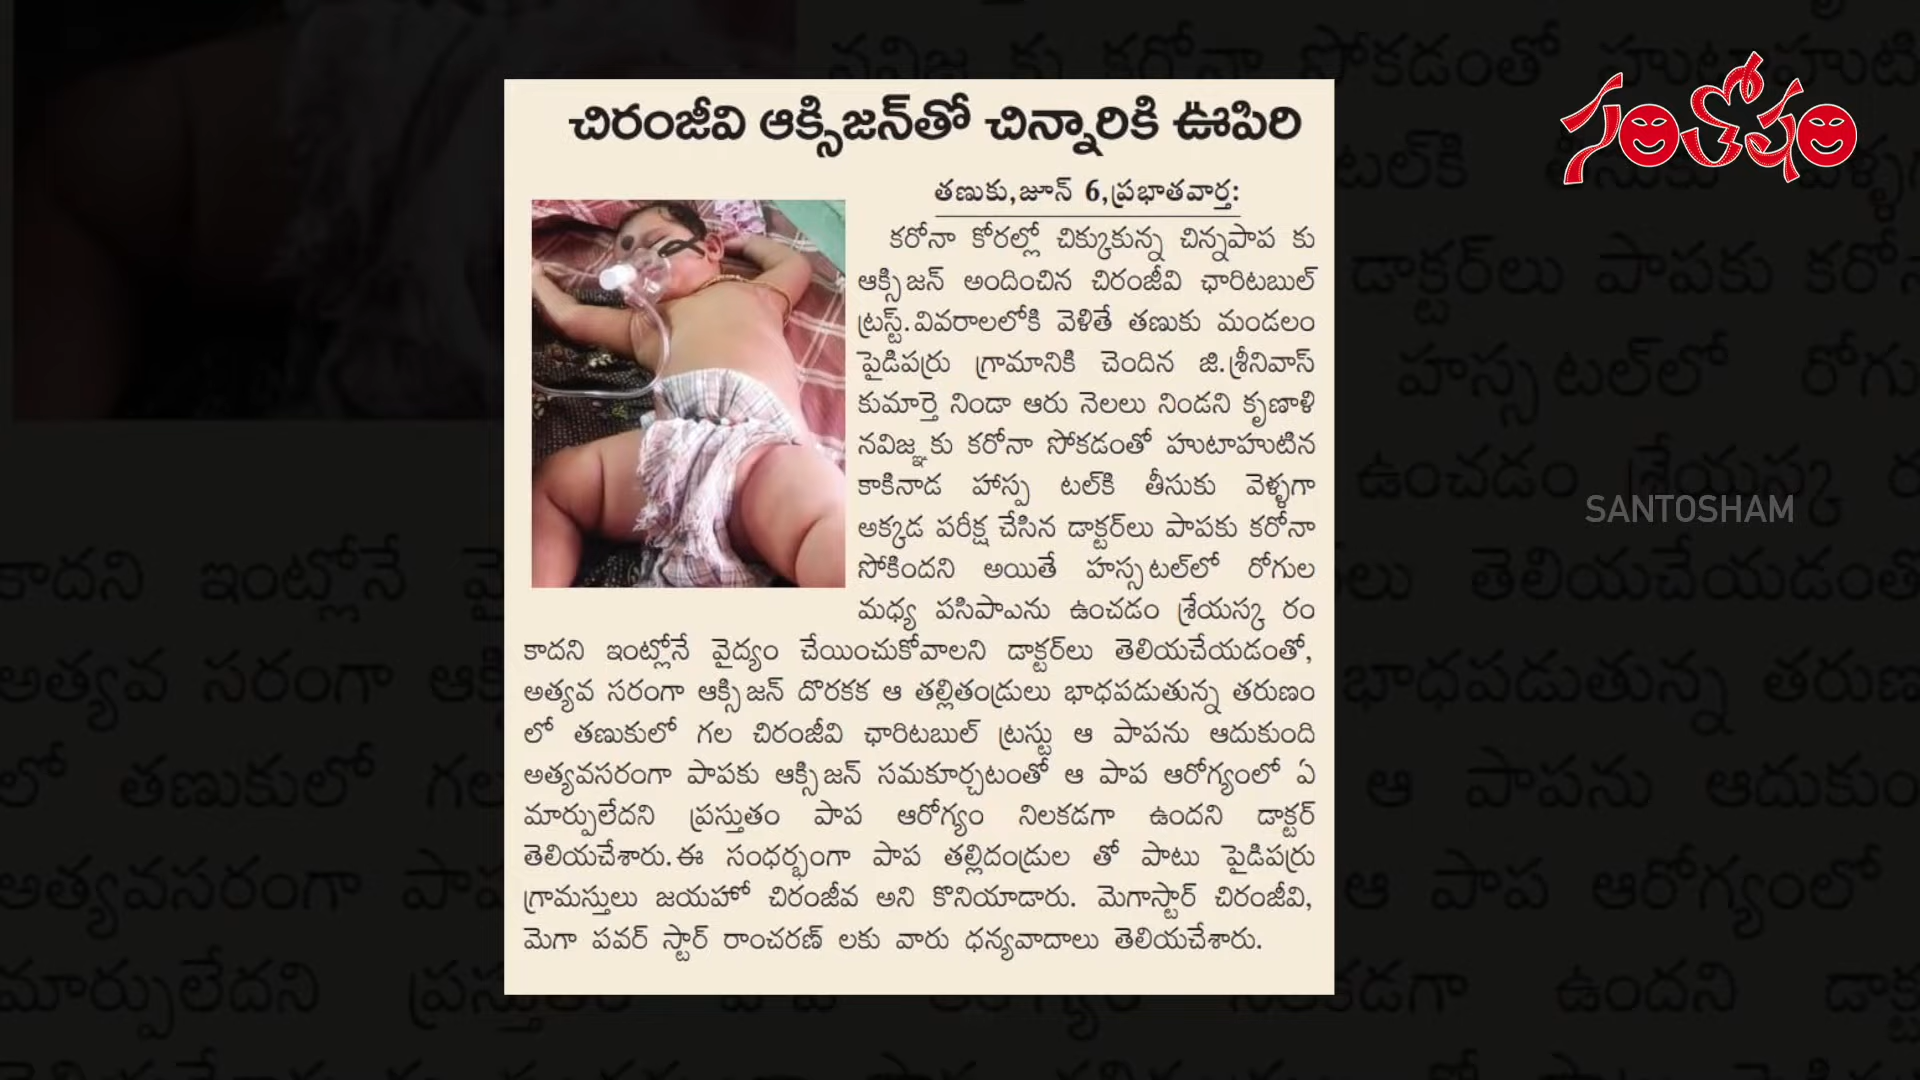 చిరంజీవి ఆక్సిజన్‌తో చిన్నారికి ఊపిరి
సంతోషం
తణుకు,జూన్ 6,ప్రభాతవార్త:
కరోనా కోరల్లో చిక్కుకున్న చిన్నపాప కు
ఆక్సిజన్ అందించిన చిరంజీవి ఛారిటబుల్
ట్రస్ట్.వివరాలలోకి వెళితే తణుకు మండలం
పైడిపర్రు గ్రామానికి చెందిన జి.శ్రీనివాస్
కుమార్తె నిండా ఆరు నెలలు నిండని కృణాళి
నవిజ్ఞకు కరోనా సోకడంతో హుటాహుటిన
కాకినాడ హాస్ప టల్‌కి తీసుకు వెళ్ళగా
అక్కడ పరీక్ష చేసిన డాక్టర్‌లు పాపకు కరోనా
సోకిందని అయితే హస్పటల్‌లో రోగుల
మధ్య పసిపాఎను ఉంచడం శ్రేయస్క రం
కాదని ఇంట్లోనే వైద్యం చేయించుకోవాలని డాక్టర్‌లు తెలియచేయడంతో,
అత్యవ సరంగా ఆక్సిజన్ దొరకక ఆ తల్లితండ్రులు భాధపడుతున్న తరుణం
లో తణుకులో గల చిరంజీవి ఛారిటబుల్ ట్రస్టు ఆ పాపను ఆదుకుంది
అత్యవసరంగా పాపకు ఆక్సిజన్ సమకూర్చటంతో ఆ పాప ఆరోగ్యంలో ఏ
మార్పులేదని ప్రస్తుతం పాప ఆరోగ్యం నిలకడగా ఉందని డాక్టర్
తెలియచేశారు.ఈ సంధర్భంగా పాప తల్లిదండ్రుల తో పాటు పైడిపర్రు
గ్రామస్తులు జయహో చిరంజీవ అని కొనియాడారు. మెగాస్టార్ చిరంజీవి,
మెగా పవర్ స్టార్ రాంచరణ్ లకు వారు ధన్యవాదాలు తెలియచేశారు.
SANTOSHAM